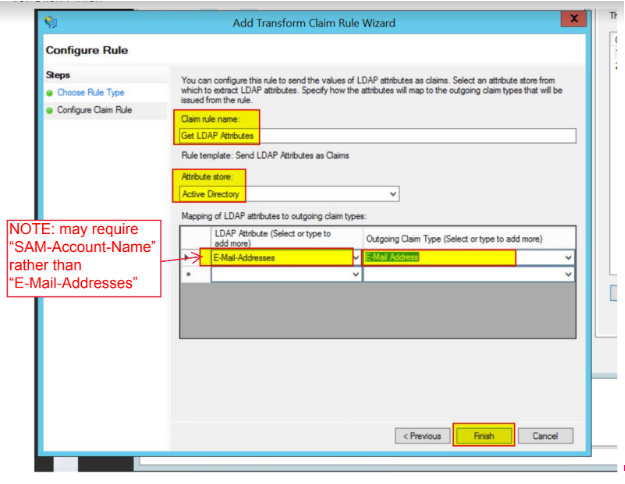 Add Transform Claim Rule Wizard
X
Configure Rule
Steps
Choose Rule Type
Configure Claim Rule
You can configure this rule to send the values of LDAP attributes as claims. Select an attribute store from
which to extract LDAP attributes. Specify how the attributes will map to the outgoing claim types that will be
issued from the rule.
Claim rule name:
Get LDAP Attributes
Rule template: Send LDAP Attributes as Claims
Attribute store:
Active Directory
Mapping of LDAP attributes to outgoing claim types:
LDAP Attribute (Select or type to
add more)
Outgoing Claim Type (Select or type to add more)
E-Mail-Addresses
E-Mail Address
NOTE: may require
“SAM-Account-Name”
rather than
“E-Mail-Addresses”
< Previous
Finish
Cancel